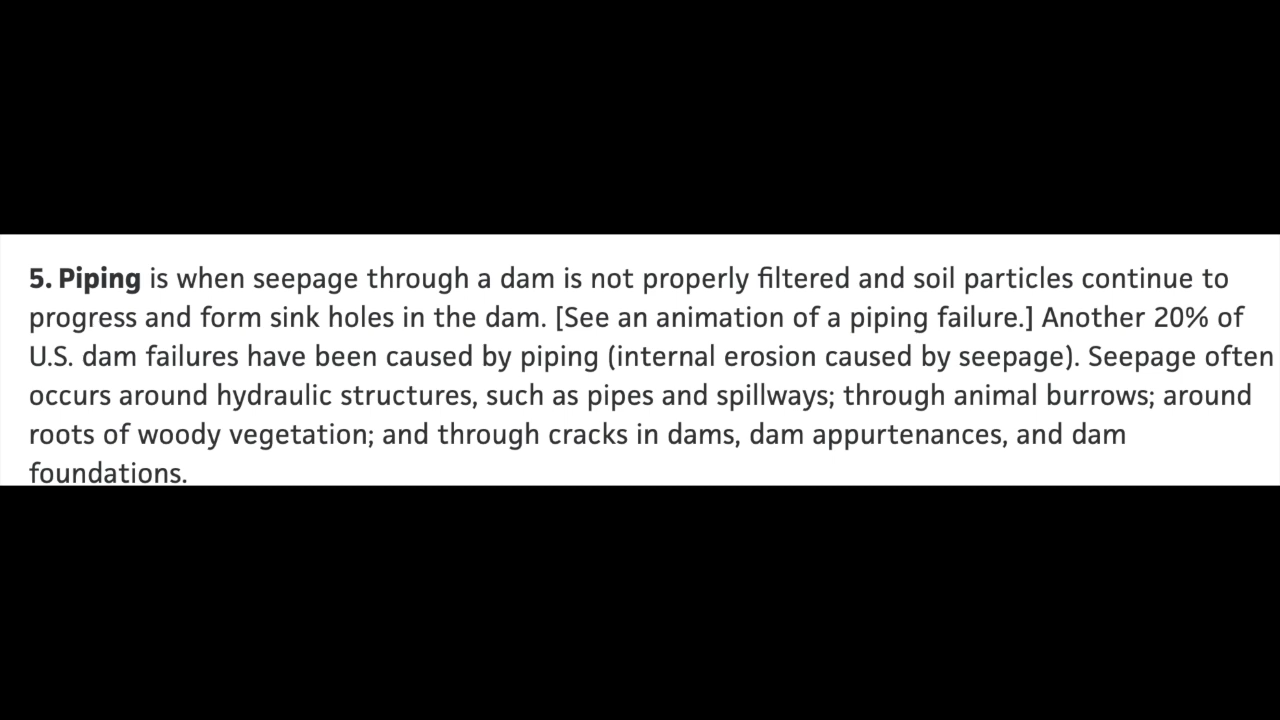 5. Piping is when seepage through a dam is not properly filtered and soil particles continue to
progress and form sink holes in the dam. [See an animation of a piping failure.] Another 20% of
U.S. dam failures have been caused by piping (internal erosion caused by seepage). Seepage often
occurs around hydraulic structures, such as pipes and spillways; through animal burrows; around
roots of woody vegetation; and through cracks in dams, dam appurtenances, and dam
foundations.